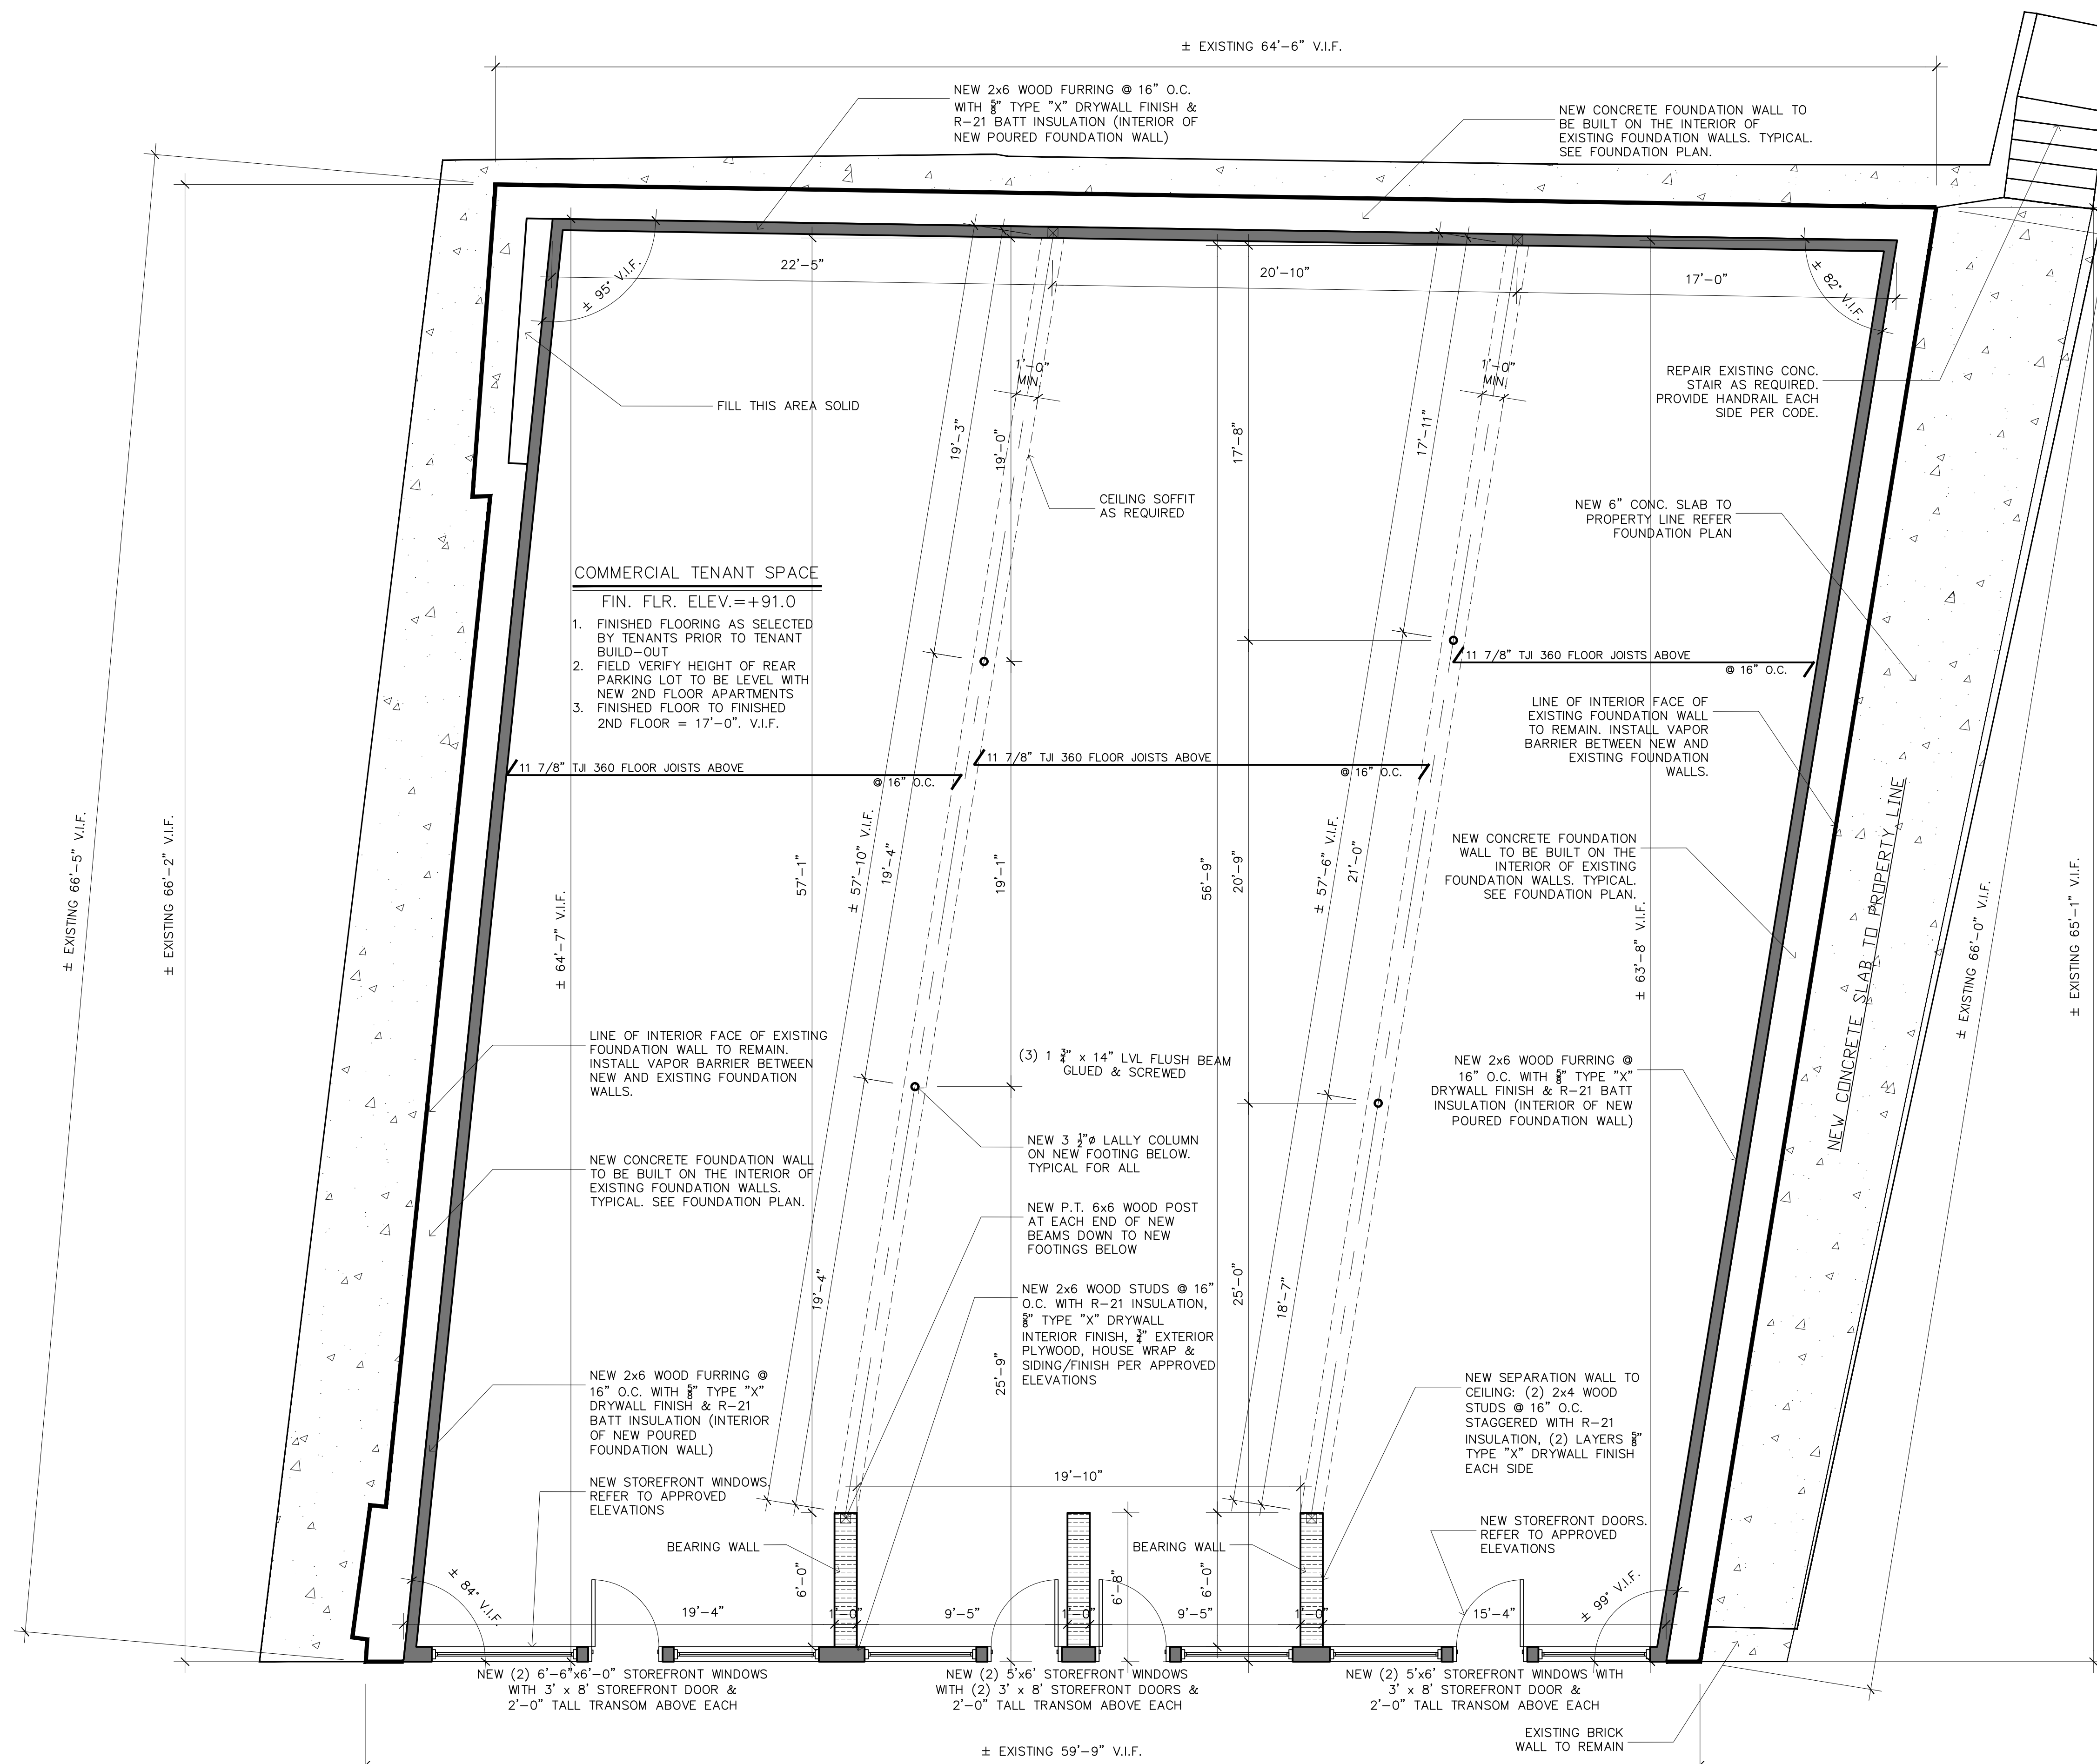 ± EXISTING 64'-6" V.I.F.
NEW 2x6 WOOD FURRING @ 16" O.C.
WITH 5/8" TYPE "X" DRYWALL FINISH &
R-21 BATT INSULATION (INTERIOR OF
NEW POURED FOUNDATION WALL)
NEW CONCRETE FOUNDATION WALL TO
BE BUILT ON THE INTERIOR OF
EXISTING FOUNDATION WALLS. TYPICAL.
SEE FOUNDATION PLAN.
22'-5"
20'-10"
17'-0"
± 95° V.I.F.
± 82° V.I.F.
1'-0"
MIN.
1'-0"
MIN.
REPAIR EXISTING CONC.
STAIR AS REQUIRED.
PROVIDE HANDRAIL EACH
SIDE PER CODE.
FILL THIS AREA SOLID
19'-3"
19'-0"
17'-8"
17'-11"
CEILING SOFFIT
AS REQUIRED
NEW 6" CONC. SLAB TO
PROPERTY LINE REFER
FOUNDATION PLAN
COMMERCIAL TENANT SPACE
FIN. FLR. ELEV.=+91.0
1. FINISHED FLOORING AS SELECTED
BY TENANTS PRIOR TO TENANT
BUILD-OUT
2. FIELD VERIFY HEIGHT OF REAR
PARKING LOT TO BE LEVEL WITH
NEW 2ND FLOOR APARTMENTS
3. FINISHED FLOOR TO FINISHED
2ND FLOOR = 17'-0". V.I.F.
11 7/8" TJI 360 FLOOR JOISTS ABOVE
@ 16" O.C.
LINE OF INTERIOR FACE OF
EXISTING FOUNDATION WALL
TO REMAIN. INSTALL VAPOR
BARRIER BETWEEN NEW AND
EXISTING FOUNDATION
WALLS.
11 7/8" TJI 360 FLOOR JOISTS ABOVE
@ 16" O.C.
11 7/8" TJI 360 FLOOR JOISTS ABOVE
@ 16" O.C.
± EXISTING 66'-5" V.I.F.
± EXISTING 66'-2" V.I.F.
± 64'-7" V.I.F.
57'-1"
± 57'-10" V.I.F.
19'-4"
19'-1"
56'-9"
20'-9"
± 57'-6" V.I.F.
21'-0"
NEW CONCRETE FOUNDATION
WALL TO BE BUILT ON THE
INTERIOR OF EXISTING
FOUNDATION WALLS. TYPICAL.
SEE FOUNDATION PLAN.
± 63'-8" V.I.F.
NEW CONCRETE SLAB TO PROPERTY LINE
± EXISTING 66'-0" V.I.F.
± EXISTING 65'-1" V.I.F.
LINE OF INTERIOR FACE OF EXISTING
FOUNDATION WALL TO REMAIN.
INSTALL VAPOR BARRIER BETWEEN
NEW AND EXISTING FOUNDATION
WALLS.
(3) 1 3/4" x 14" LVL FLUSH BEAM
GLUED & SCREWED
NEW 2x6 WOOD FURRING @
16" O.C. WITH 5/8" TYPE "X"
DRYWALL FINISH & R-21 BATT
INSULATION (INTERIOR OF NEW
POURED FOUNDATION WALL)
NEW 3 1/2"ø LALLY COLUMN
ON NEW FOOTING BELOW.
TYPICAL FOR ALL
NEW CONCRETE FOUNDATION WALL
TO BE BUILT ON THE INTERIOR OF
EXISTING FOUNDATION WALLS.
TYPICAL. SEE FOUNDATION PLAN.
NEW P.T. 6x6 WOOD POST
AT EACH END OF NEW
BEAMS DOWN TO NEW
FOOTINGS BELOW
19'-4"
25'-9"
25'-0"
18'-7"
NEW 2x6 WOOD STUDS @ 16"
O.C. WITH R-21 INSULATION,
5/8" TYPE "X" DRYWALL
INTERIOR FINISH, 3/4" EXTERIOR
PLYWOOD, HOUSE WRAP &
SIDING/FINISH PER APPROVED
ELEVATIONS
NEW 2x6 WOOD FURRING @
16" O.C. WITH 5/8" TYPE "X"
DRYWALL FINISH & R-21
BATT INSULATION (INTERIOR
OF NEW POURED
FOUNDATION WALL)
NEW SEPARATION WALL TO
CEILING: (2) 2x4 WOOD
STUDS @ 16" O.C.
STAGGERED WITH R-21
INSULATION, (2) LAYERS 5/8"
TYPE "X" DRYWALL FINISH
EACH SIDE
NEW STOREFRONT WINDOWS.
REFER TO APPROVED
ELEVATIONS
19'-10"
NEW STOREFRONT DOORS.
REFER TO APPROVED
ELEVATIONS
BEARING WALL
BEARING WALL
6'-0"
6'-8"
6'-0"
± 84° V.I.F.
± 99° V.I.F.
19'-4"
1'-0"
9'-5"
1'-0"
9'-5"
1'-0"
15'-4"
NEW (2) 6'-6"x6'-0" STOREFRONT WINDOWS
WITH 3' x 8' STOREFRONT DOOR &
2'-0" TALL TRANSOM ABOVE EACH
NEW (2) 5'x6' STOREFRONT WINDOWS
WITH (2) 3' x 8' STOREFRONT DOORS &
2'-0" TALL TRANSOM ABOVE EACH
NEW (2) 5'x6' STOREFRONT WINDOWS WITH
3' x 8' STOREFRONT DOOR &
2'-0" TALL TRANSOM ABOVE EACH
EXISTING BRICK
WALL TO REMAIN
± EXISTING 59'-9" V.I.F.